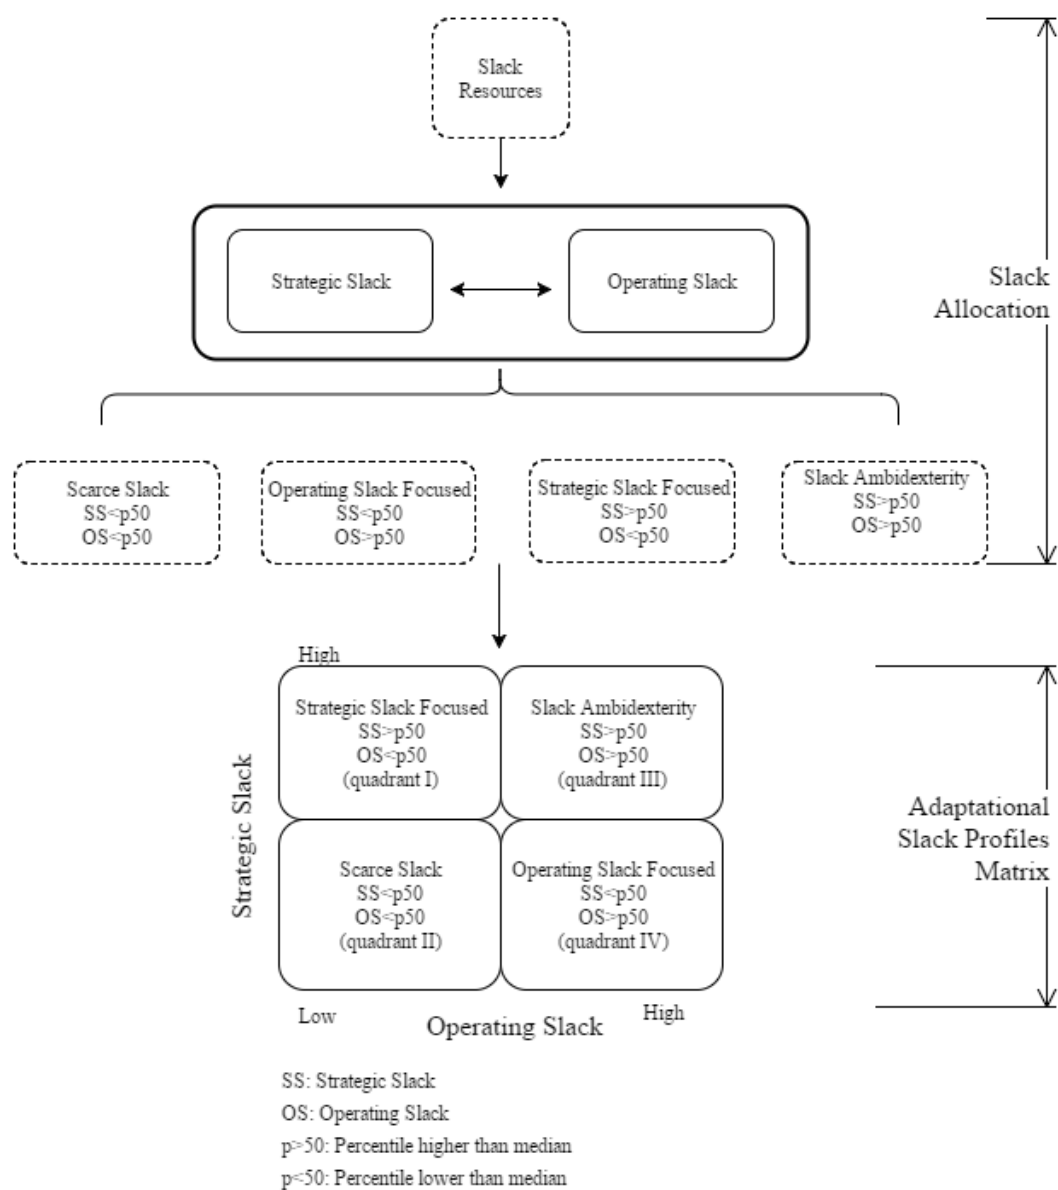 Slack
Resources
Strategic Slack
Operating Slack
Slack
Allocation
Scarce Slack
SS<p50
OS<p50
Operating Slack Focused
SS<p50
OS>p50
Strategic Slack Focused
SS>p50
OS<p50
Slack Ambidexterity
SS>p50
OS>p50
High
Strategic Slack Focused
SS>p50
OS<p50
(quadrant I)
Slack Ambidexterity
SS>p50
OS>p50
(quadrant III)
Strategic Slack
Scarce Slack
SS<p50
OS<p50
(quadrant II)
Operating Slack Focused
SS<p50
OS>p50
(quadrant IV)
Adaptational
Slack Profiles
Matrix
Low
Operating Slack
High
SS: Strategic Slack
OS: Operating Slack
p>50: Percentile higher than median
p<50: Percentile lower than median